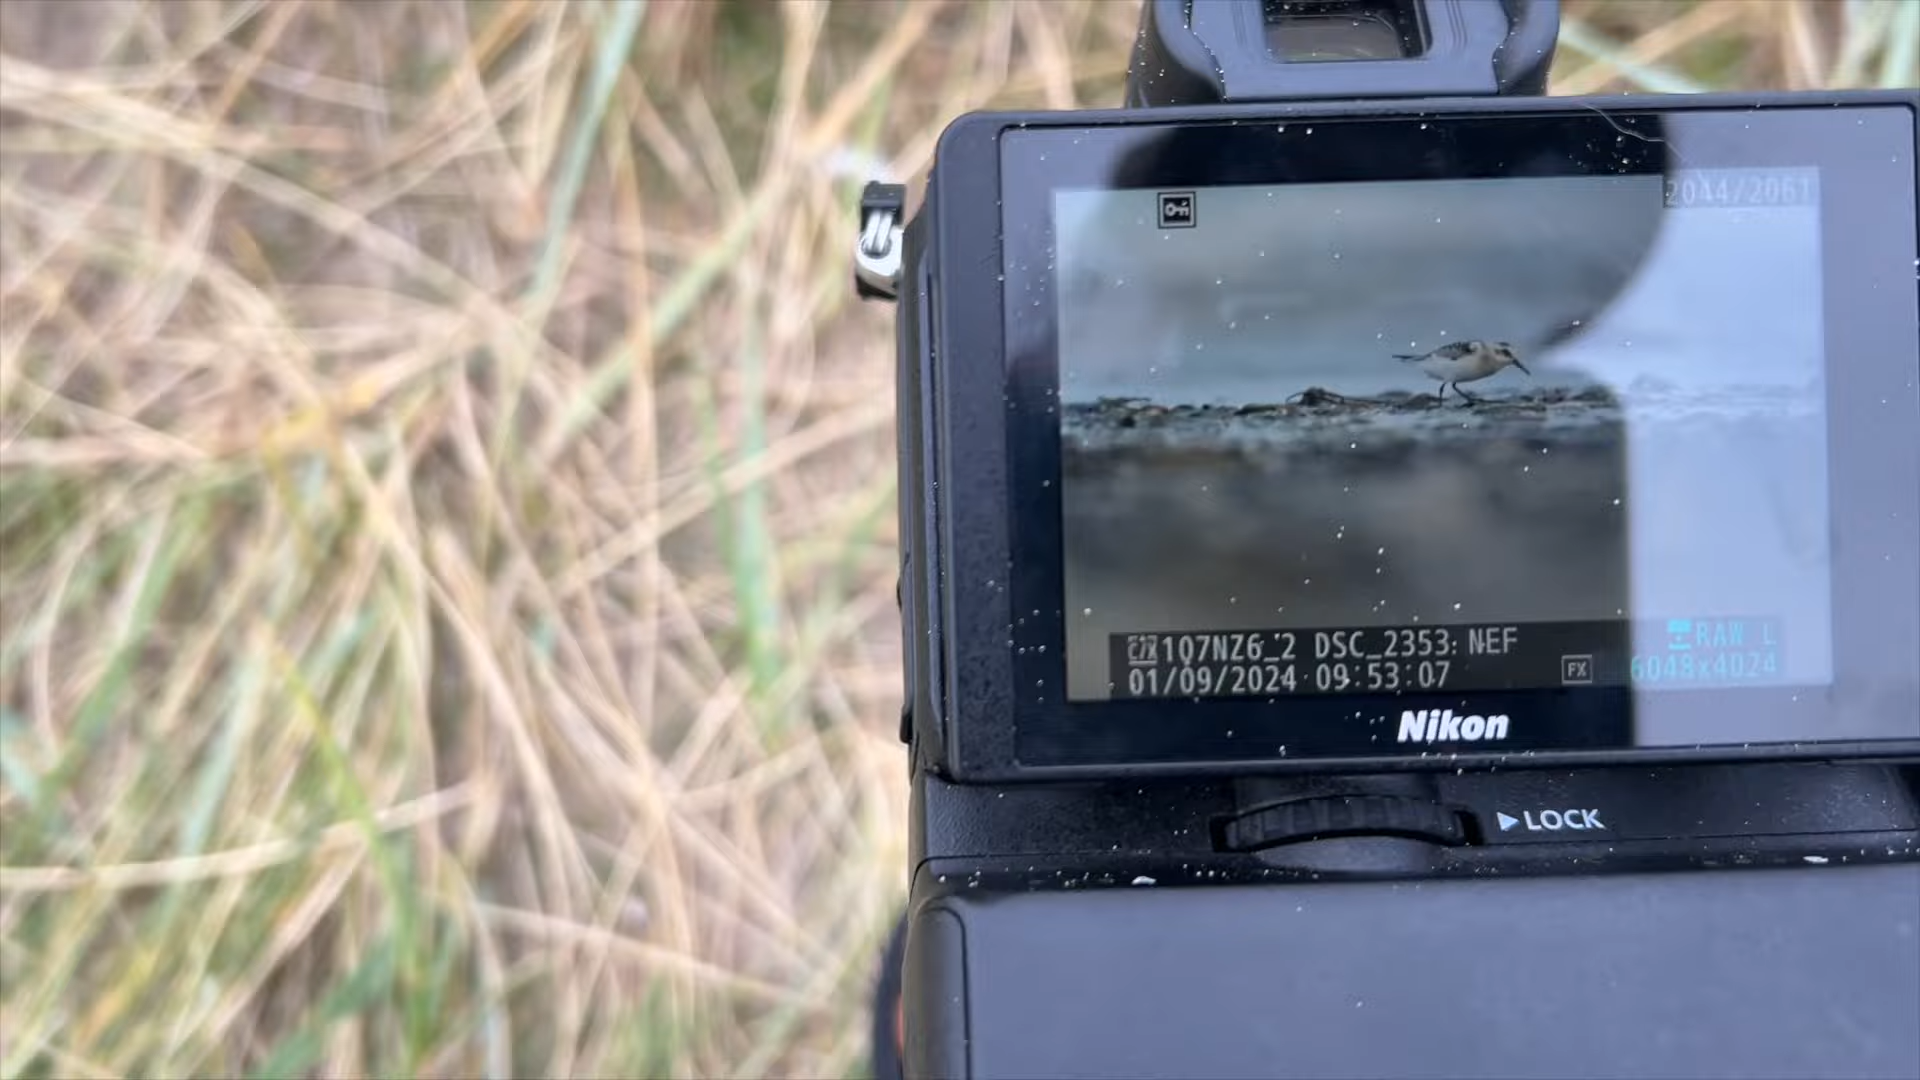 2044/2061
107NZ6_2 DSC_2353.NEF
RAW L
01/09/2024 09:53:07
FX
6048x4024
Nikon
LOCK